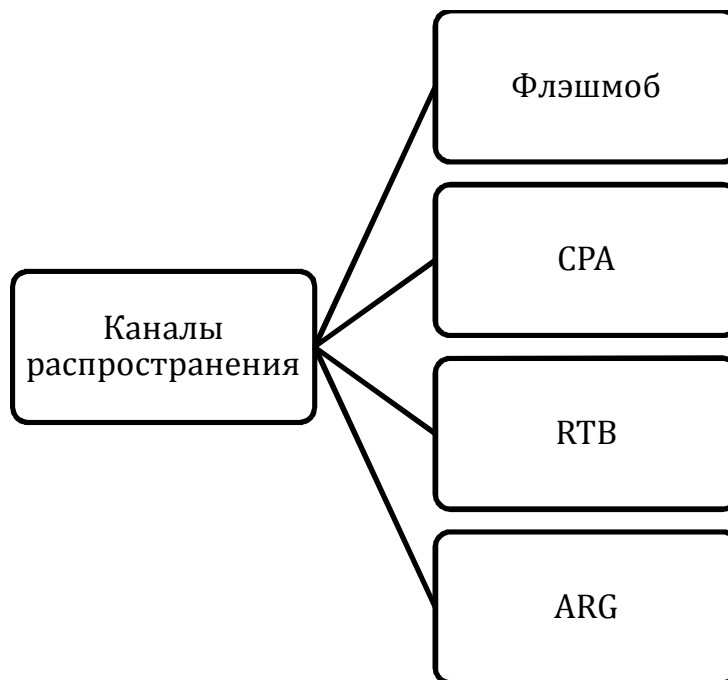 Флэшмоб
CPA
Каналы
распространения
RTB
ARG